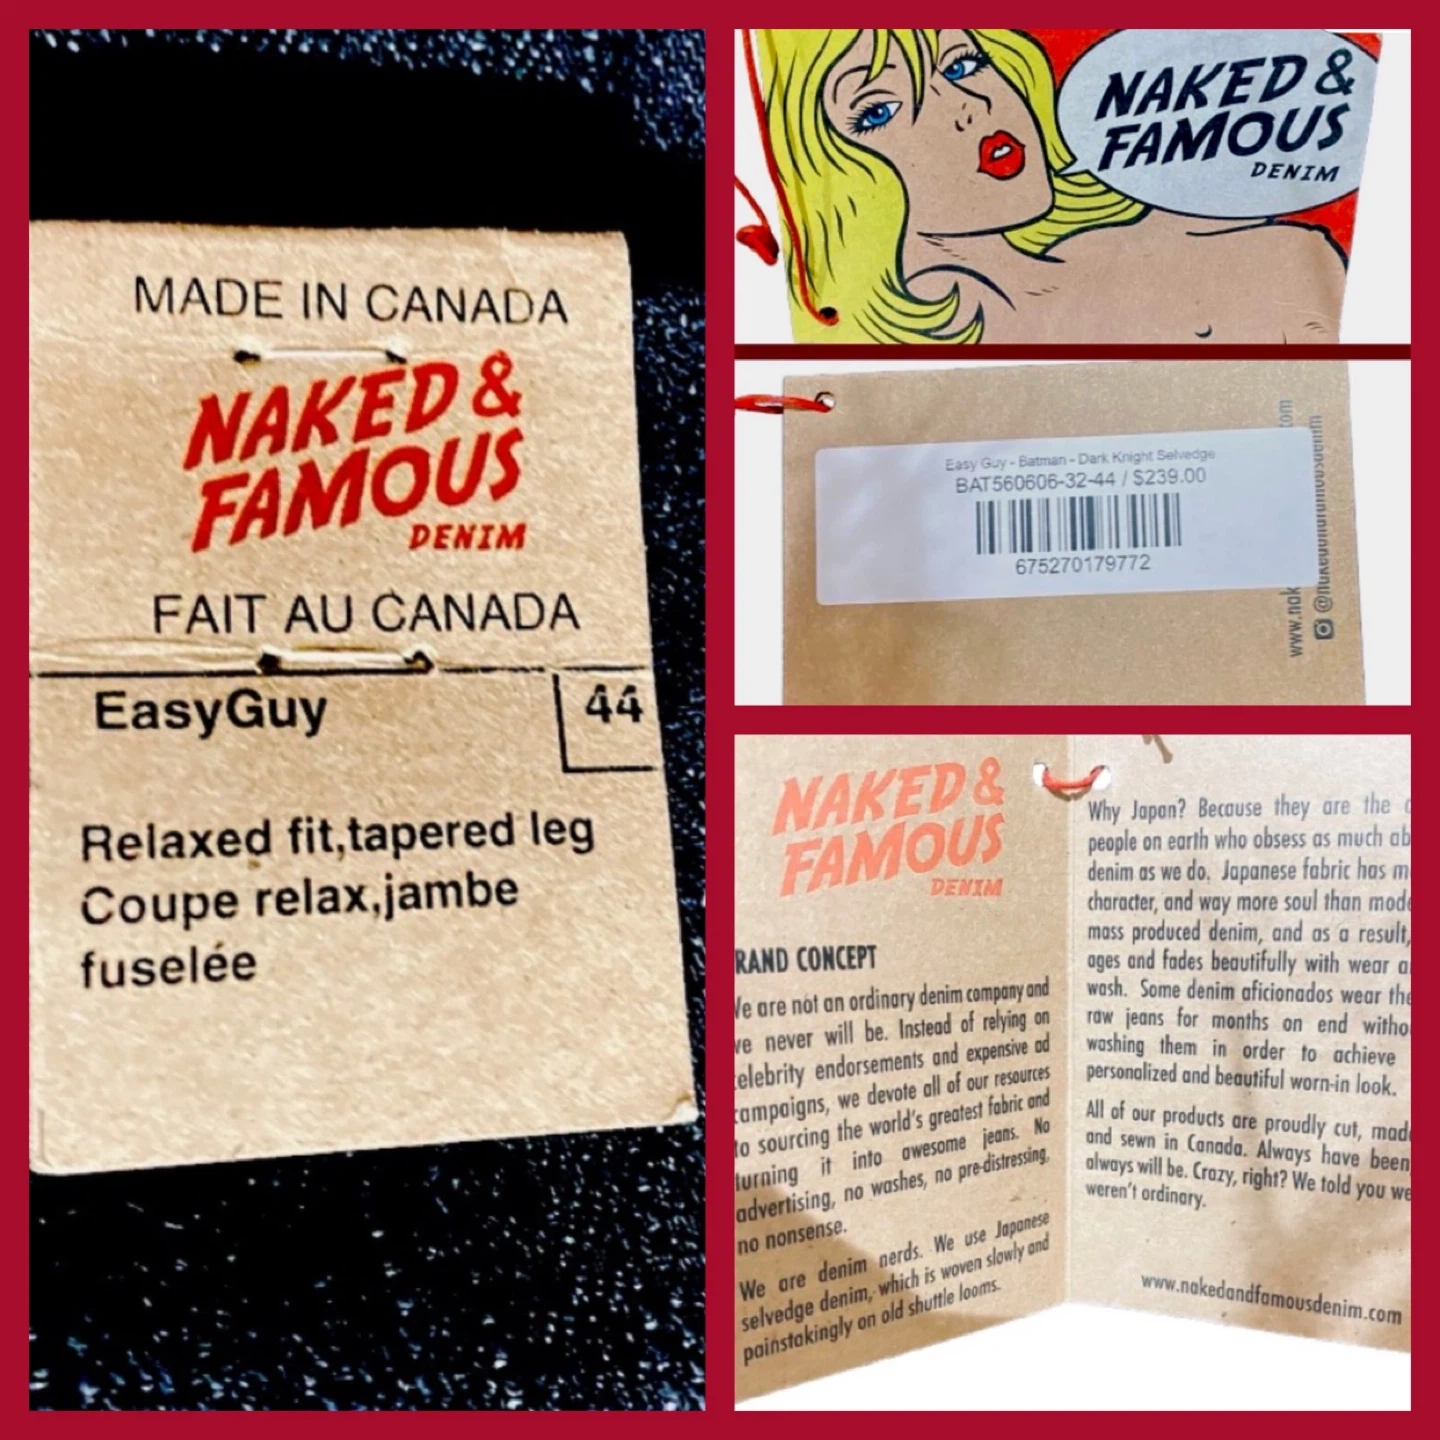 MADE IN CANADA
NAKED &
FAMOUS
DENIM
FAIT AU CANADA
EasyGuy
44
Relaxed fit,tapered leg
Coupe relax,jambe
fuselée
NAKED &
FAMOUS
DENIM
Easy Guy - Batman - Dark Knight Selvedge
BAT560606-32-44 / $239.00
675270179772
www.nak
com
NAKED &
FAMOUS
DENIM
RAND CONCEPT
e are not an ordinary denim company and
e never will be. Instead of relying on
elebrity endorsements and expensive ad
ampaigns, we devote all of our resources
to sourcing the world's greatest fabric and
turning it into awesome jeans. No
advertising, no washes, no pre-distressing,
no nonsense.
We are denim nerds. We use Japanese
selvedge denim, which is woven slowly and
painstakingly on old shuttle looms.
Why Japan? Because they are the
people on earth who obsess as much ab
denim as we do. Japanese fabric has m
character, and way more soul than mode
mass produced denim, and as a result,
ages and fades beautifully with wear a
wash. Some denim aficionados wear the
raw jeans for months on end witho
washing them in order to achieve
personalized and beautiful worn-in look.
All of our products are proudly cut, mad
and sewn in Canada. Always have been
always will be. Crazy, right? We told you we
weren't ordinary.
www.nakedandfamousdenim.com